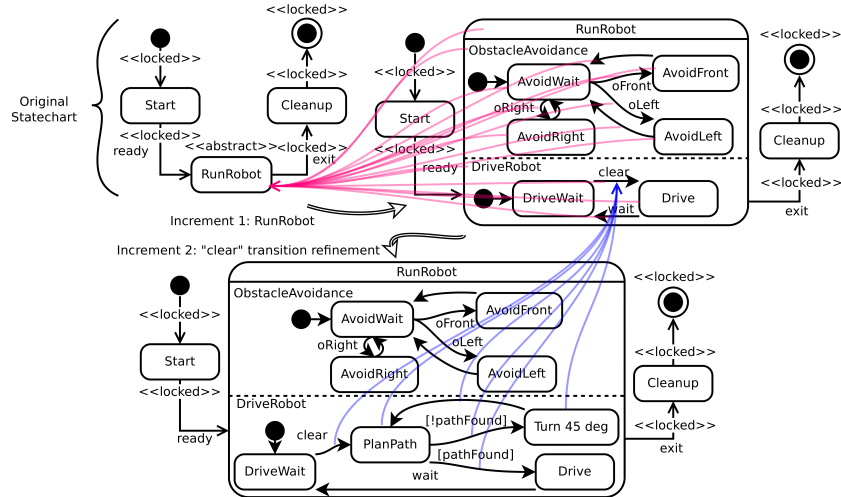 Original
Statechart
<<locked>>
Start
<<locked>>
ready
<<locked>>
<<locked>>
Cleanup
<<abstract>>
<<locked>>
exit
RunRobot
Increment 1: RunRobot
<<locked>>
Start
<<locked>>
ready
RunRobot
ObstacleAvoidance
AvoidWait
AvoidFront
oFront
oRight
oLeft
AvoidRight
AvoidLeft
DriveRobot
clear
DriveWait
Drive
wait
<<locked>>
<<locked>>
Cleanup
<<locked>>
exit
Increment 2: "clear" transition refinement
<<locked>>
Start
<<locked>>
ready
RunRobot
ObstacleAvoidance
AvoidWait
AvoidFront
oFront
oRight
oLeft
AvoidRight
AvoidLeft
DriveRobot
clear
PlanPath
[!pathFound]
Turn 45 deg
[pathFound]
DriveWait
Drive
wait
<<locked>>
<<locked>>
Cleanup
<<locked>>
exit